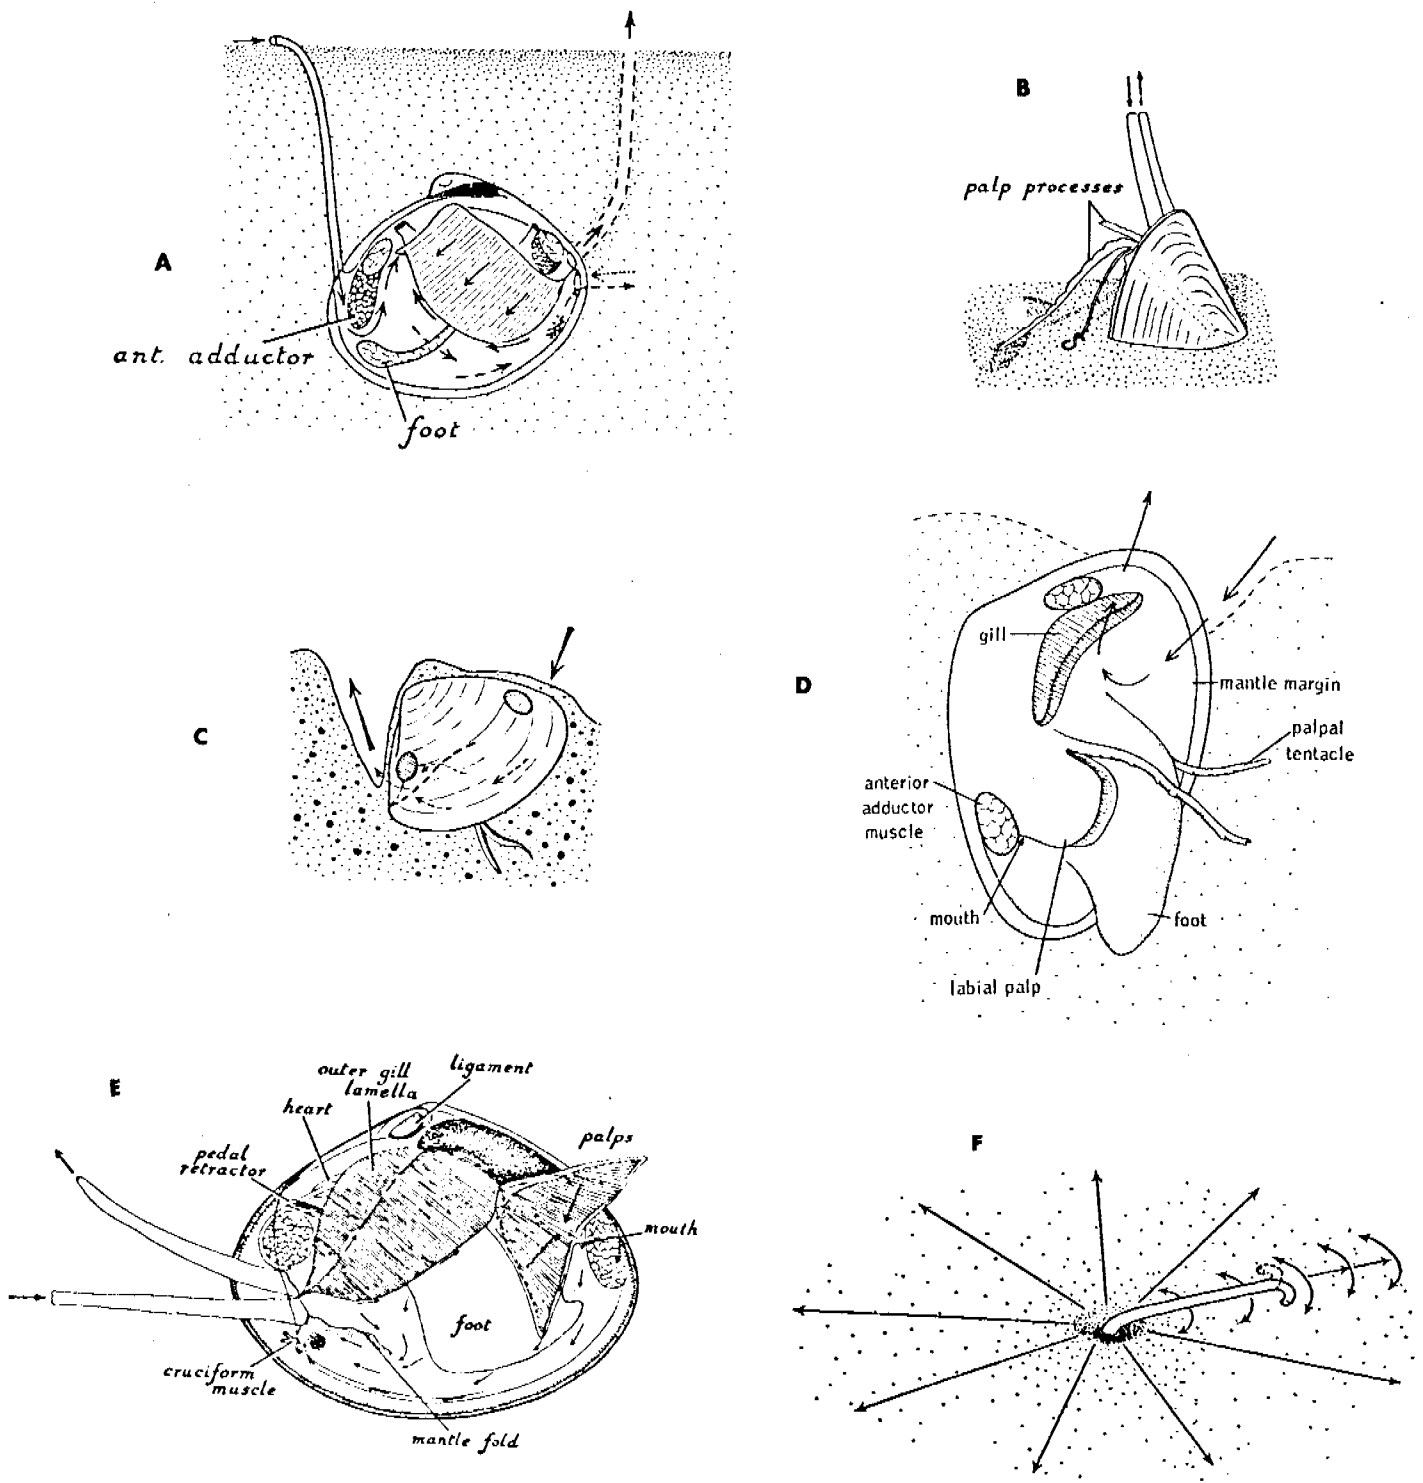 A
ant. adductor
foot
B
palp processes
C
D
gill
mantle margin
palpal
tentacle
anterior
adductor
muscle
mouth
foot
labial palp
E
outer gill
lamella
ligament
heart
palps
pedal
retractor
mouth
foot
cruciform
muscle
mantle fold
F